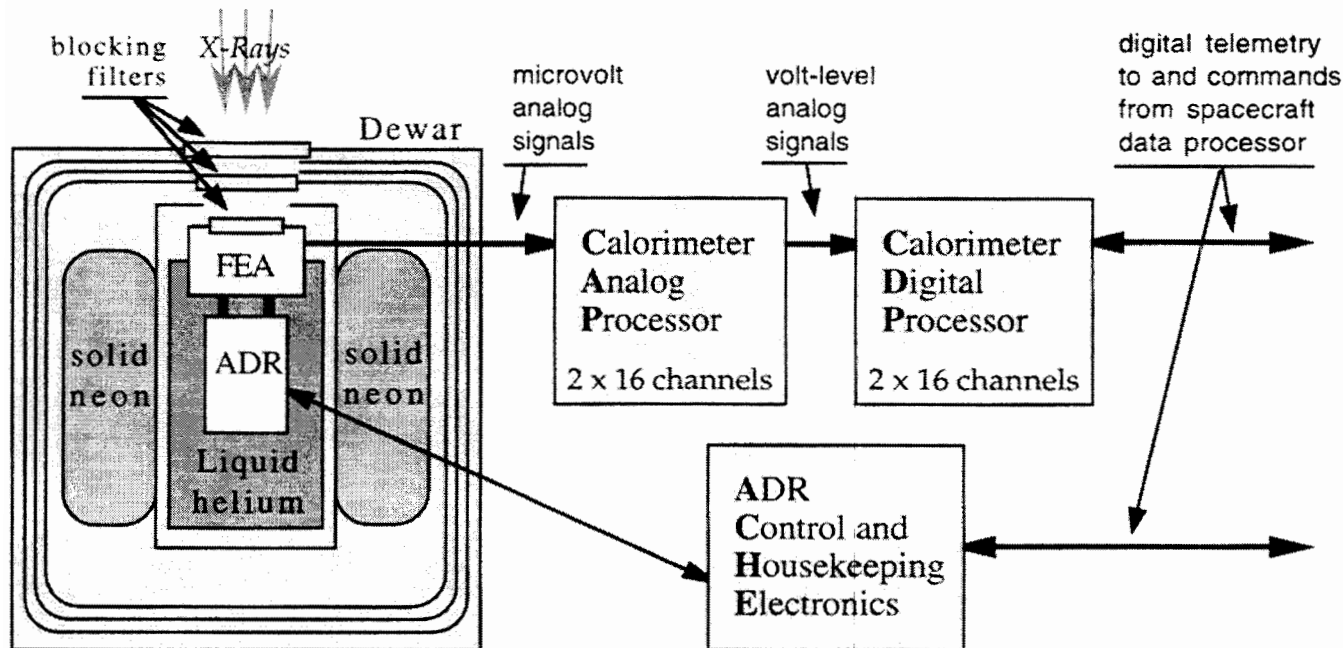 blocking
filters
X-Rays
Dewar
microvolt
analog
signals
volt-level
analog
signals
digital telemetry
to and commands
from spacecraft
data processor
FEA
ADR
solid
neon
solid
neon
Liquid
helium
Calorimeter
Analog
Processor
2 x 16 channels
Calorimeter
Digital
Processor
2 x 16 channels
ADR
Control and
Housekeeping
Electronics